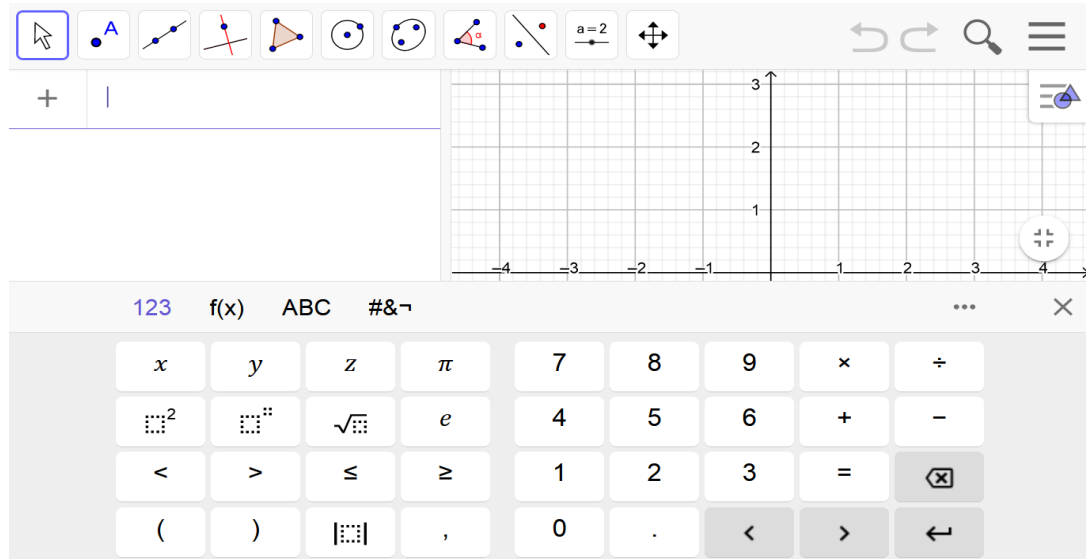 A α a = 2
+
3
2
1
–4 –3 –2 –1 1 2 3 4
123 f(x) ABC #&¬ •••
x y z π 7 8 9 × ÷
2 4 5 6 + −
√ e
< > ≤ ≥ 1 2 3 =
( ) | | , 0 . < >